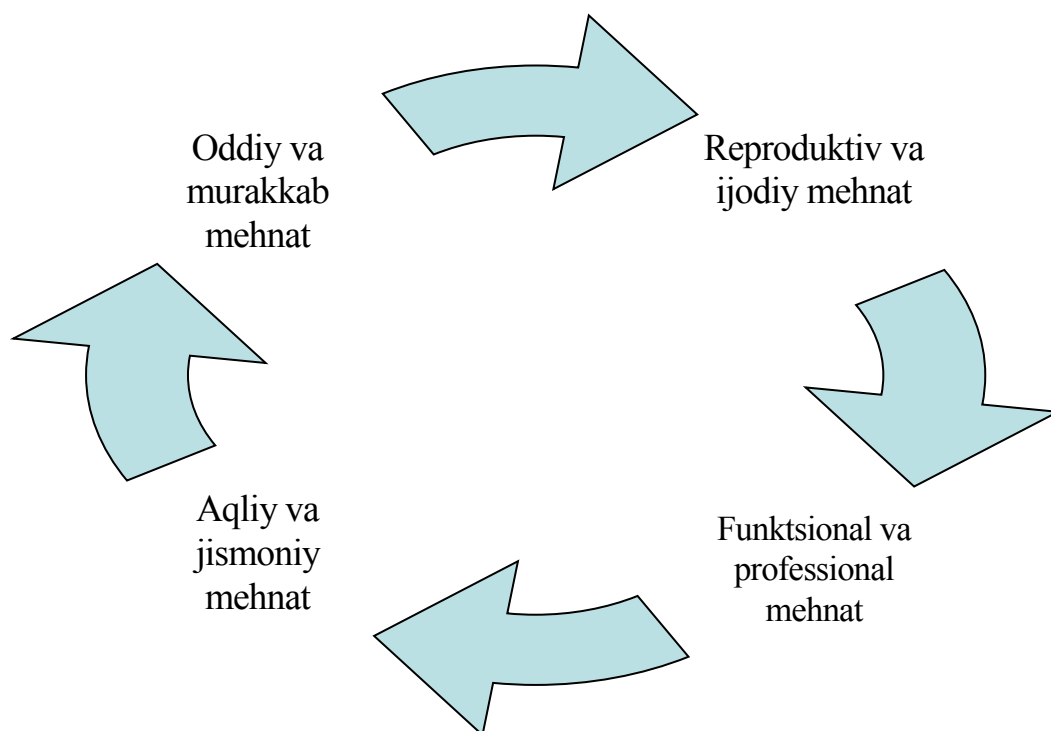 Oddiy va
murakkab
mehnat
Reproduktiv va
ijodiy mehnat
Aqliy va
jismoniy
mehnat
Funktsional va
professional
mehnat